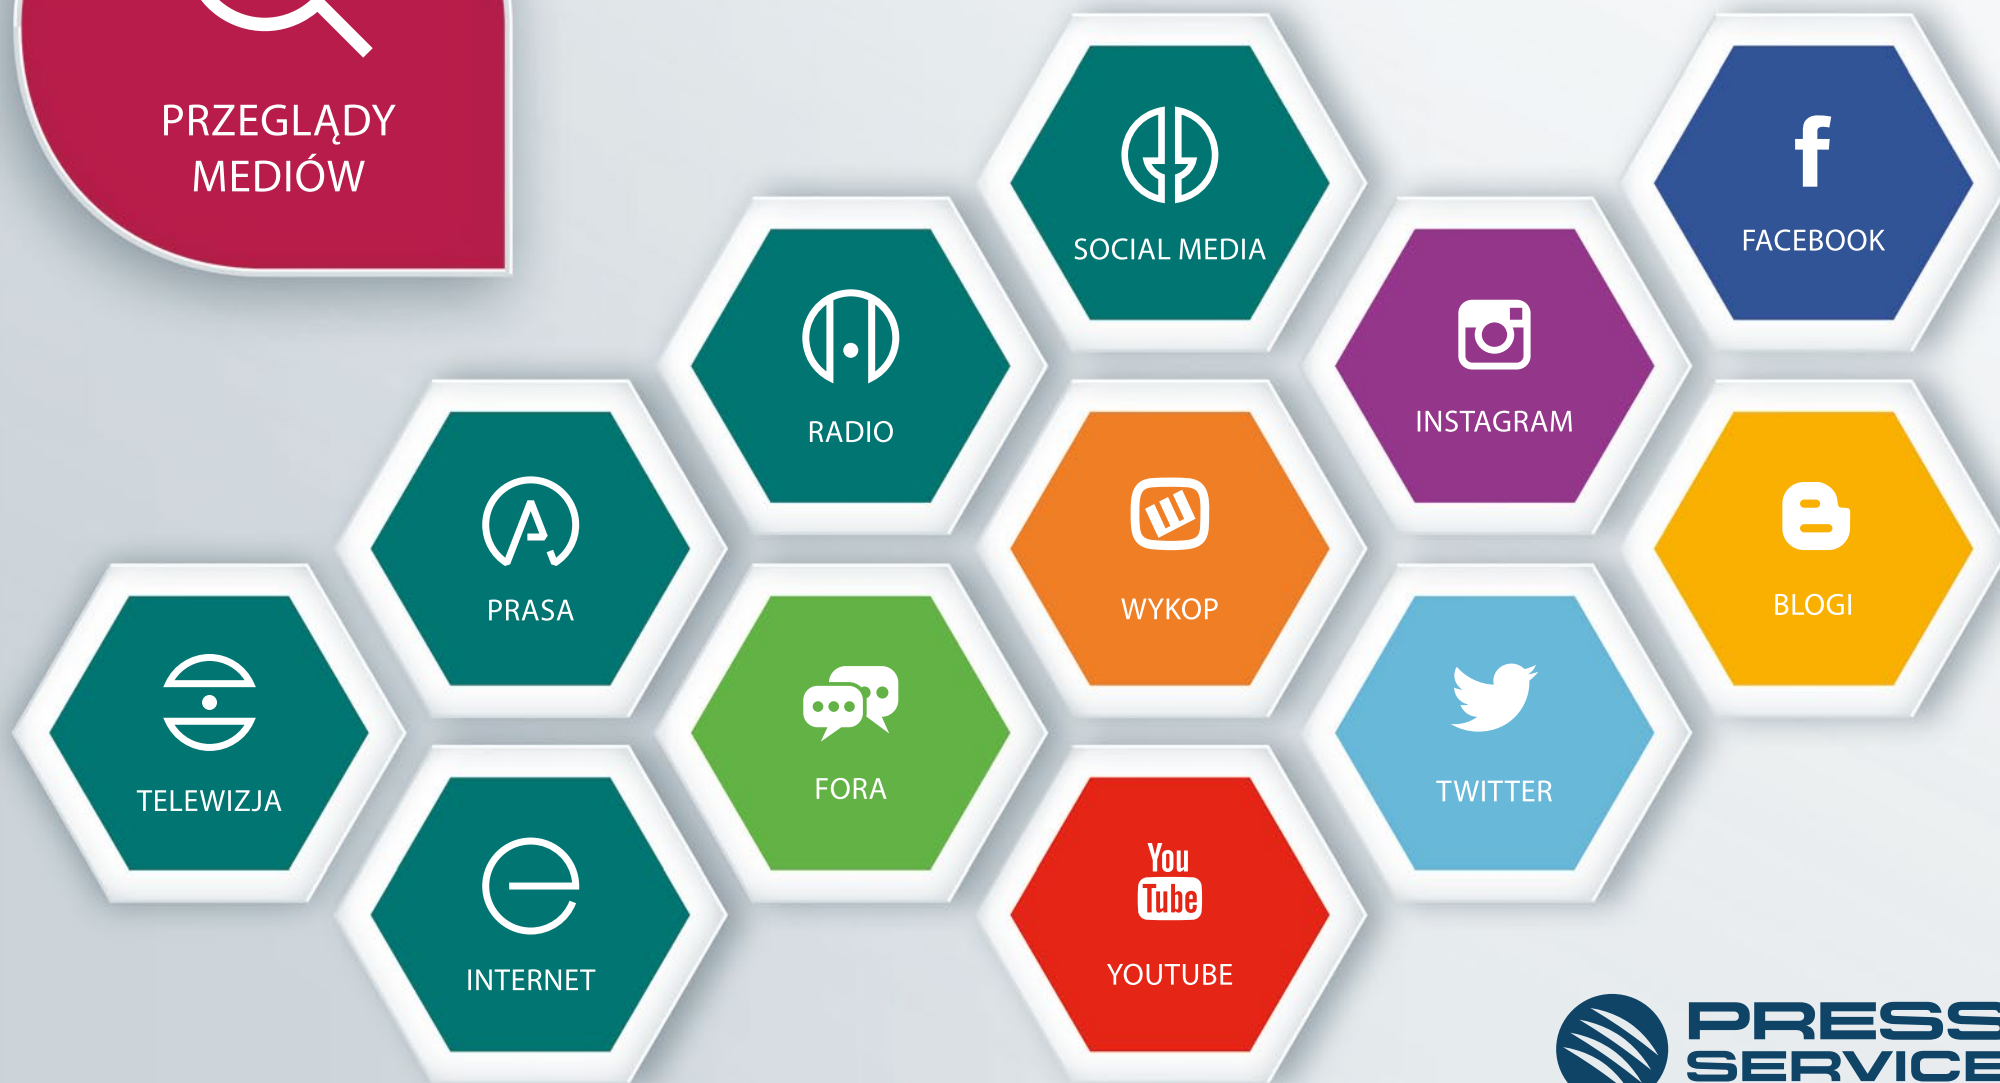 PRZEGLĄDY
MEDIÓW
SOCIAL MEDIA
FACEBOOK
RADIO
INSTAGRAM
PRASA
WYKOP
BLOGI
TELEWIZJA
FORA
TWITTER
INTERNET
You
Tube
YOUTUBE
PRESS
SERVICE